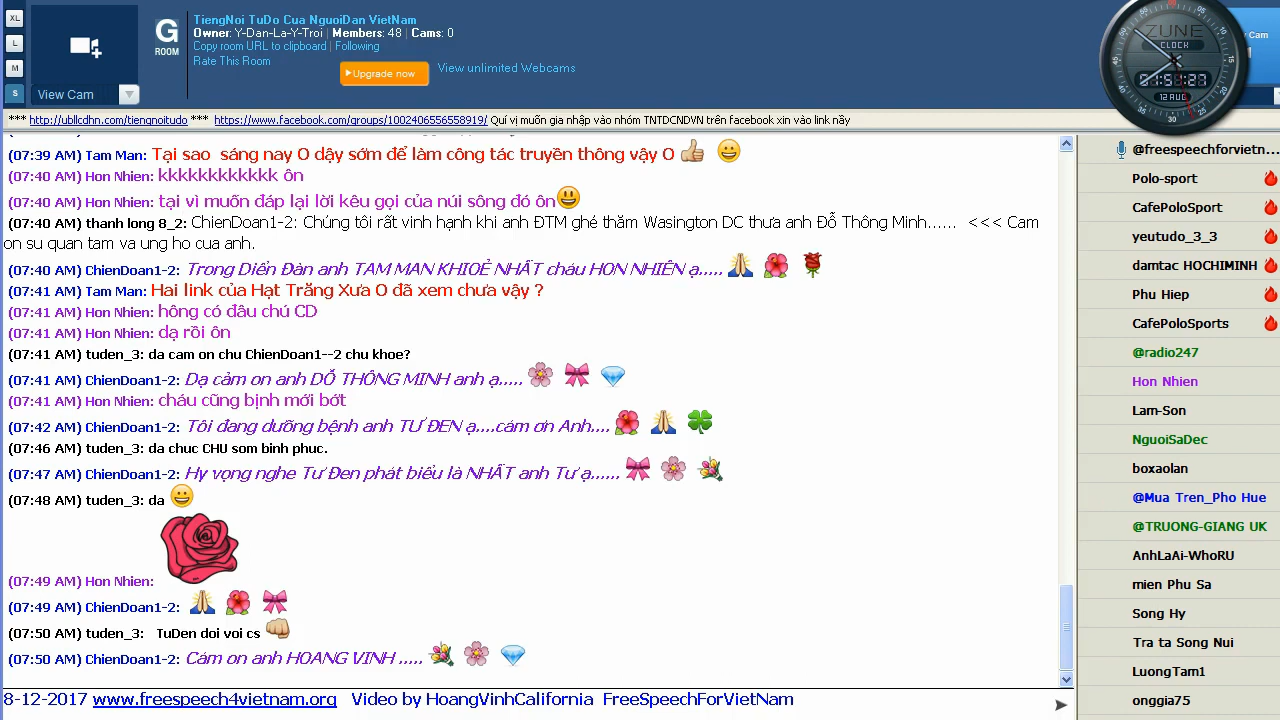 XL
L
M
S
View Cam
G
ROOM
TiengNoi TuDo Cua NguoiDan VietNam
Owner: Y-Dan-La-Y-Troi | Members: 48 | Cams: 0
Copy room URL to clipboard | Following
Rate This Room
Upgrade now
View unlimited Webcams
ZUNE
CLOCK
12 AUG
Cam
*** http://ubllcdhn.com/tiengnoitudo *** https://www.facebook.com/groups/1002406556556919/ Quí vị muốn gia nhập vào nhóm TNTDCNDVN trên facebook xin vào link nầy
(07:39 AM) Tam Man: Tại sao sáng nay O dậy sớm để làm công tác truyền thông vậy O
(07:40 AM) Hon Nhien: kkkkkkkkkkkk ôn
(07:40 AM) Hon Nhien: tại vì muốn đáp lại lời kêu gọi của núi sông đó ôn
(07:40 AM) thanh long 8_2: ChienDoan1-2: Chúng tôi rất vinh hạnh khi anh ĐTM ghé thăm Wasington DC thưa anh Đỗ Thông Minh...... <<< Cam
on su quan tam va ung ho cua anh.
(07:40 AM) ChienDoan1-2: Trong Diển Đàn anh TAM MAN KHIOẺ NHẤT cháu HON NHIÊN ạ.....
(07:41 AM) Tam Man: Hai link của Hạt Trăng Xưa O đã xem chưa vậy ?
(07:41 AM) Hon Nhien: hông có đâu chú CD
(07:41 AM) Hon Nhien: dạ rồi ôn
(07:41 AM) tuden_3: da cam on chu ChienDoan1--2 chu khoe?
(07:41 AM) ChienDoan1-2: Dạ cảm on anh DỖ THÔNG MINH anh ạ.....
(07:41 AM) Hon Nhien: cháu cũng bịnh mới bớt
(07:42 AM) ChienDoan1-2: Tôi đang dưỡng bệnh anh TƯ ĐEN ạ....cám ơn Anh....
(07:46 AM) tuden_3: da chuc CHU som binh phuc.
(07:47 AM) ChienDoan1-2: Hy vọng nghe Tư Đen phát biểu là NHẤT anh Tư ạ......
(07:48 AM) tuden_3: da
(07:49 AM) Hon Nhien:
(07:49 AM) ChienDoan1-2:
(07:50 AM) tuden_3: TuDen doi voi cs
(07:50 AM) ChienDoan1-2: Cám on anh HOANG VINH .....
8-12-2017 www.freespeech4vietnam.org Video by HoangVinhCalifornia FreeSpeechForVietNam
@freespeechforvietn...
Polo-sport
CafePoloSport
yeutudo_3_3
damtac HOCHIMINH
Phu Hiep
CafePoloSports
@radio247
Hon Nhien
Lam-Son
NguoiSaDec
boxaolan
@Mua Tren_Pho Hue
@TRUONG-GIANG UK
AnhLaAi-WhoRU
mien Phu Sa
Song Hy
Tra ta Song Nui
LuongTam1
onggia75